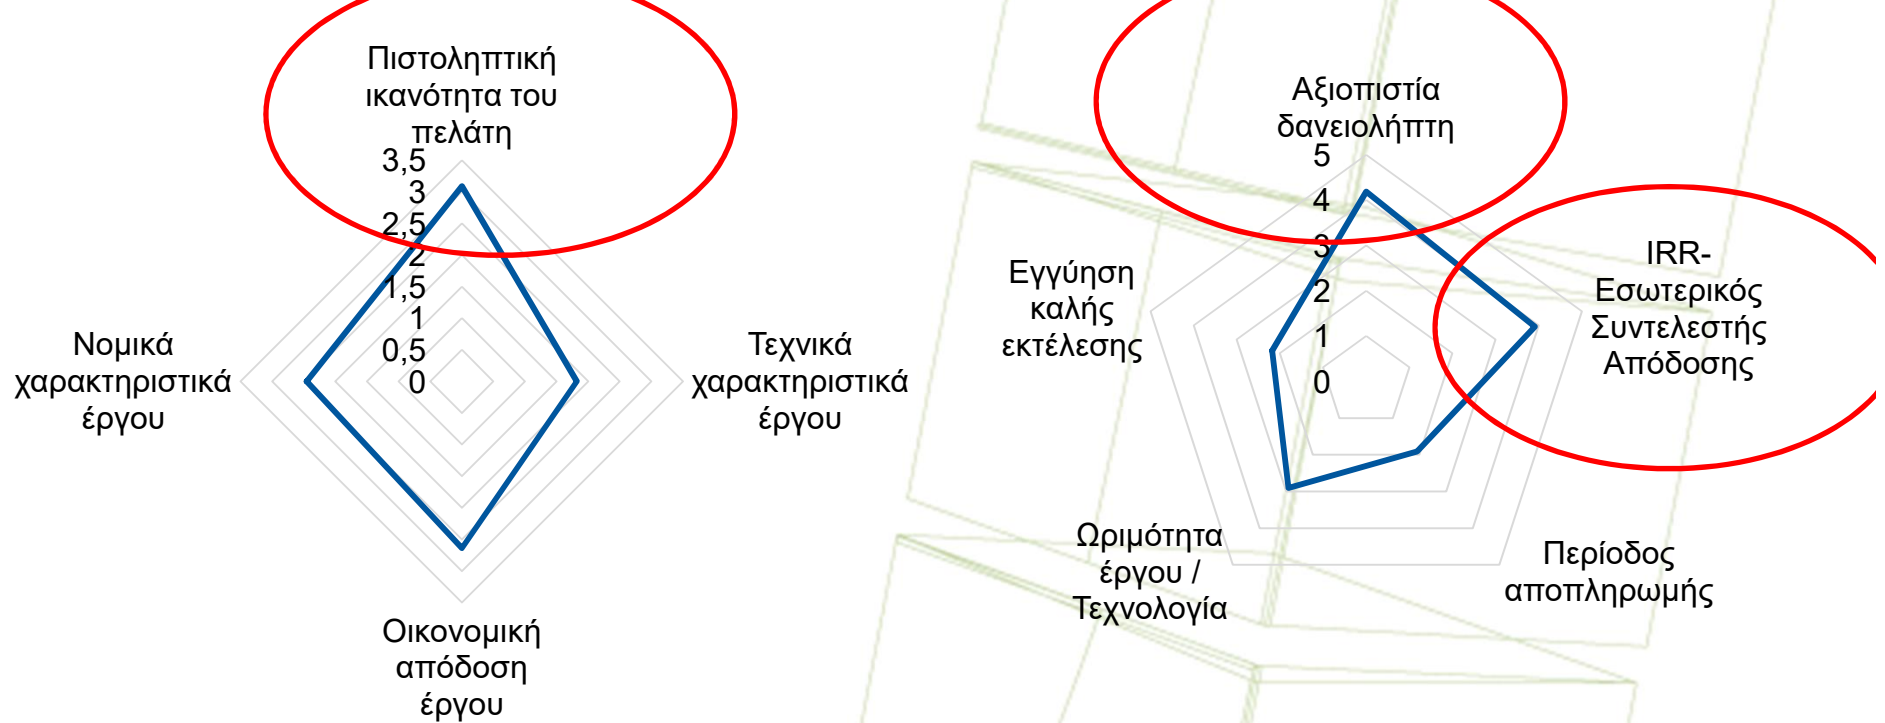 Πιστοληπτική
ικανότητα του
πελάτη
3,5
3
2,5
2
1,5
1
0,5
0
Νομικά
χαρακτηριστικά
έργου
Τεχνικά
χαρακτηριστικά
έργου
Οικονομική
απόδοση
έργου
Αξιοπιστία
δανειολήπτη
5
4
3
2
1
0
IRR-
Εσωτερικός
Συντελεστής
Απόδοσης
Εγγύηση
καλής
εκτέλεσης
Ωριμότητα
έργου /
Τεχνολογία
Περίοδος
αποπληρωμής